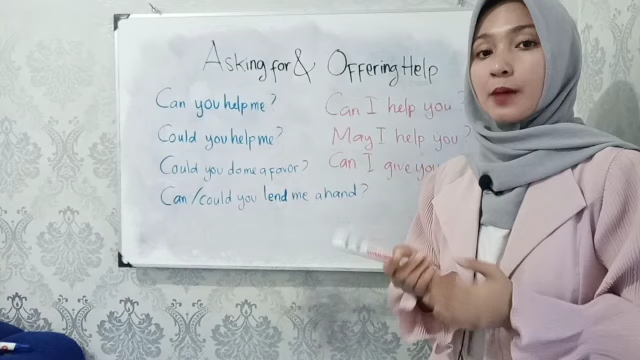 Asking for & Offering Help
Can you help me?
Could you help me?
Could you do me a favor?
Can/could you lend me a hand?
Can I help you?
May I help you?
Can I give you